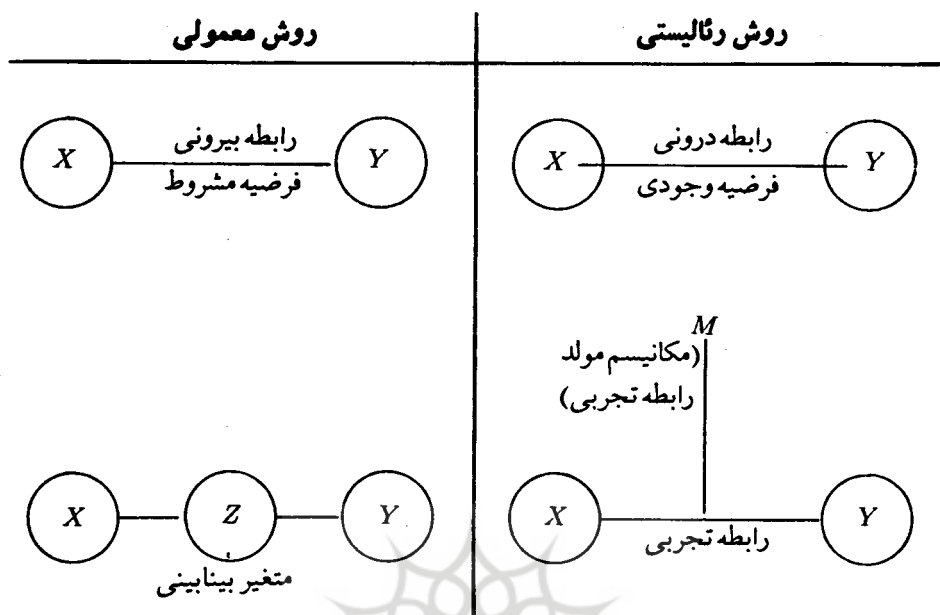 روش رئالیستی
روش معمولی
X
رابطه درونی
فرضیه وجودی
Y
X
رابطه بیرونی
فرضیه مشروط
Y
M
(مکانیسم مولد
رابطه تجربی)
X
رابطه تجربی
Y
X
Z
Y
متغیر بینابینی